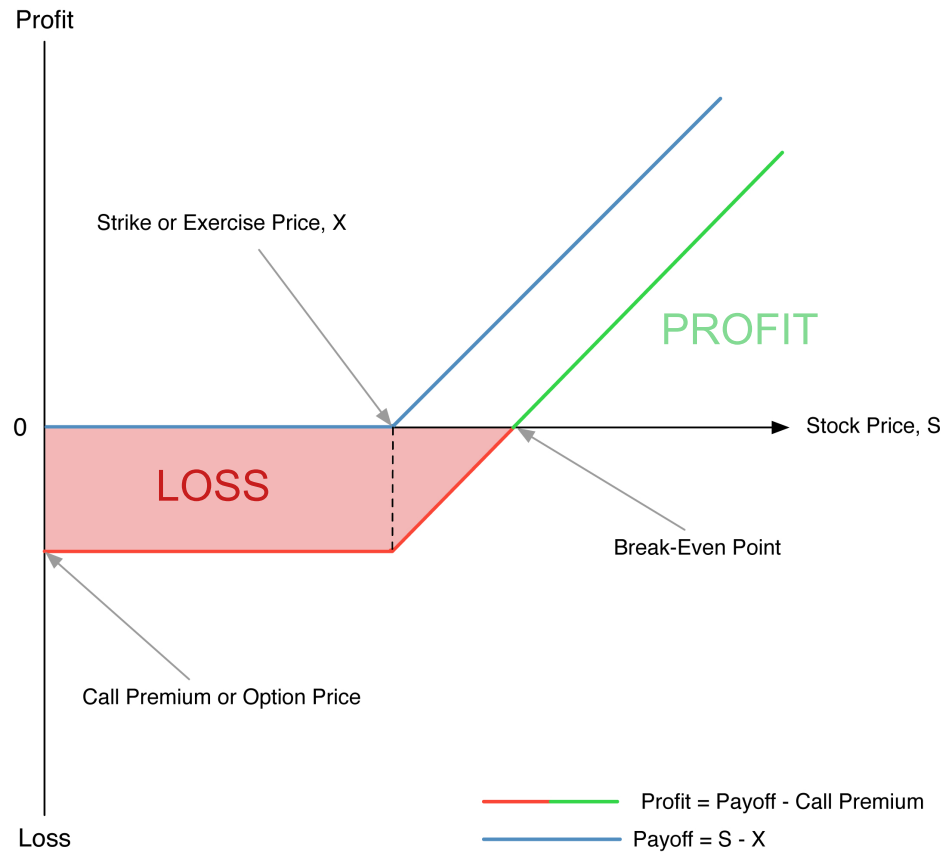 Profit
Strike or Exercise Price, X
PROFIT
0
Stock Price, S
LOSS
Break-Even Point
Call Premium or Option Price
Profit = Payoff - Call Premium
Loss
Payoff = S - X